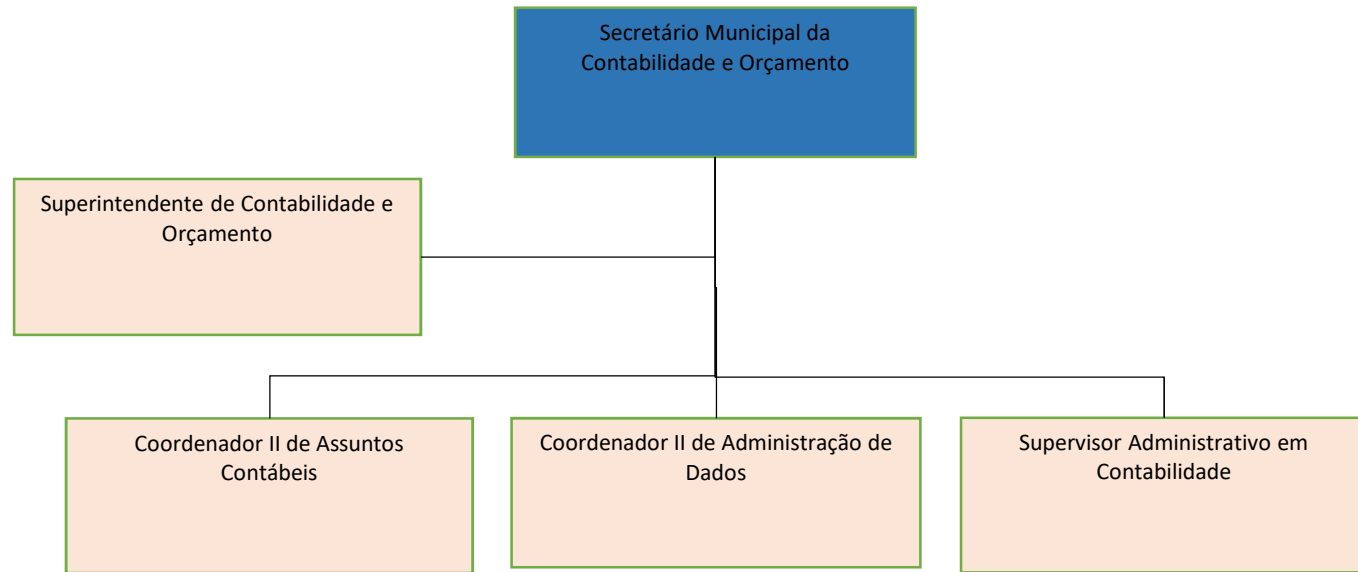 Secretário Municipal da
Contabilidade e Orçamento
Superintendente de Contabilidade e
Orçamento
Coordenador II de Assuntos
Contábeis
Coordenador II de Administração de
Dados
Supervisor Administrativo em
Contabilidade